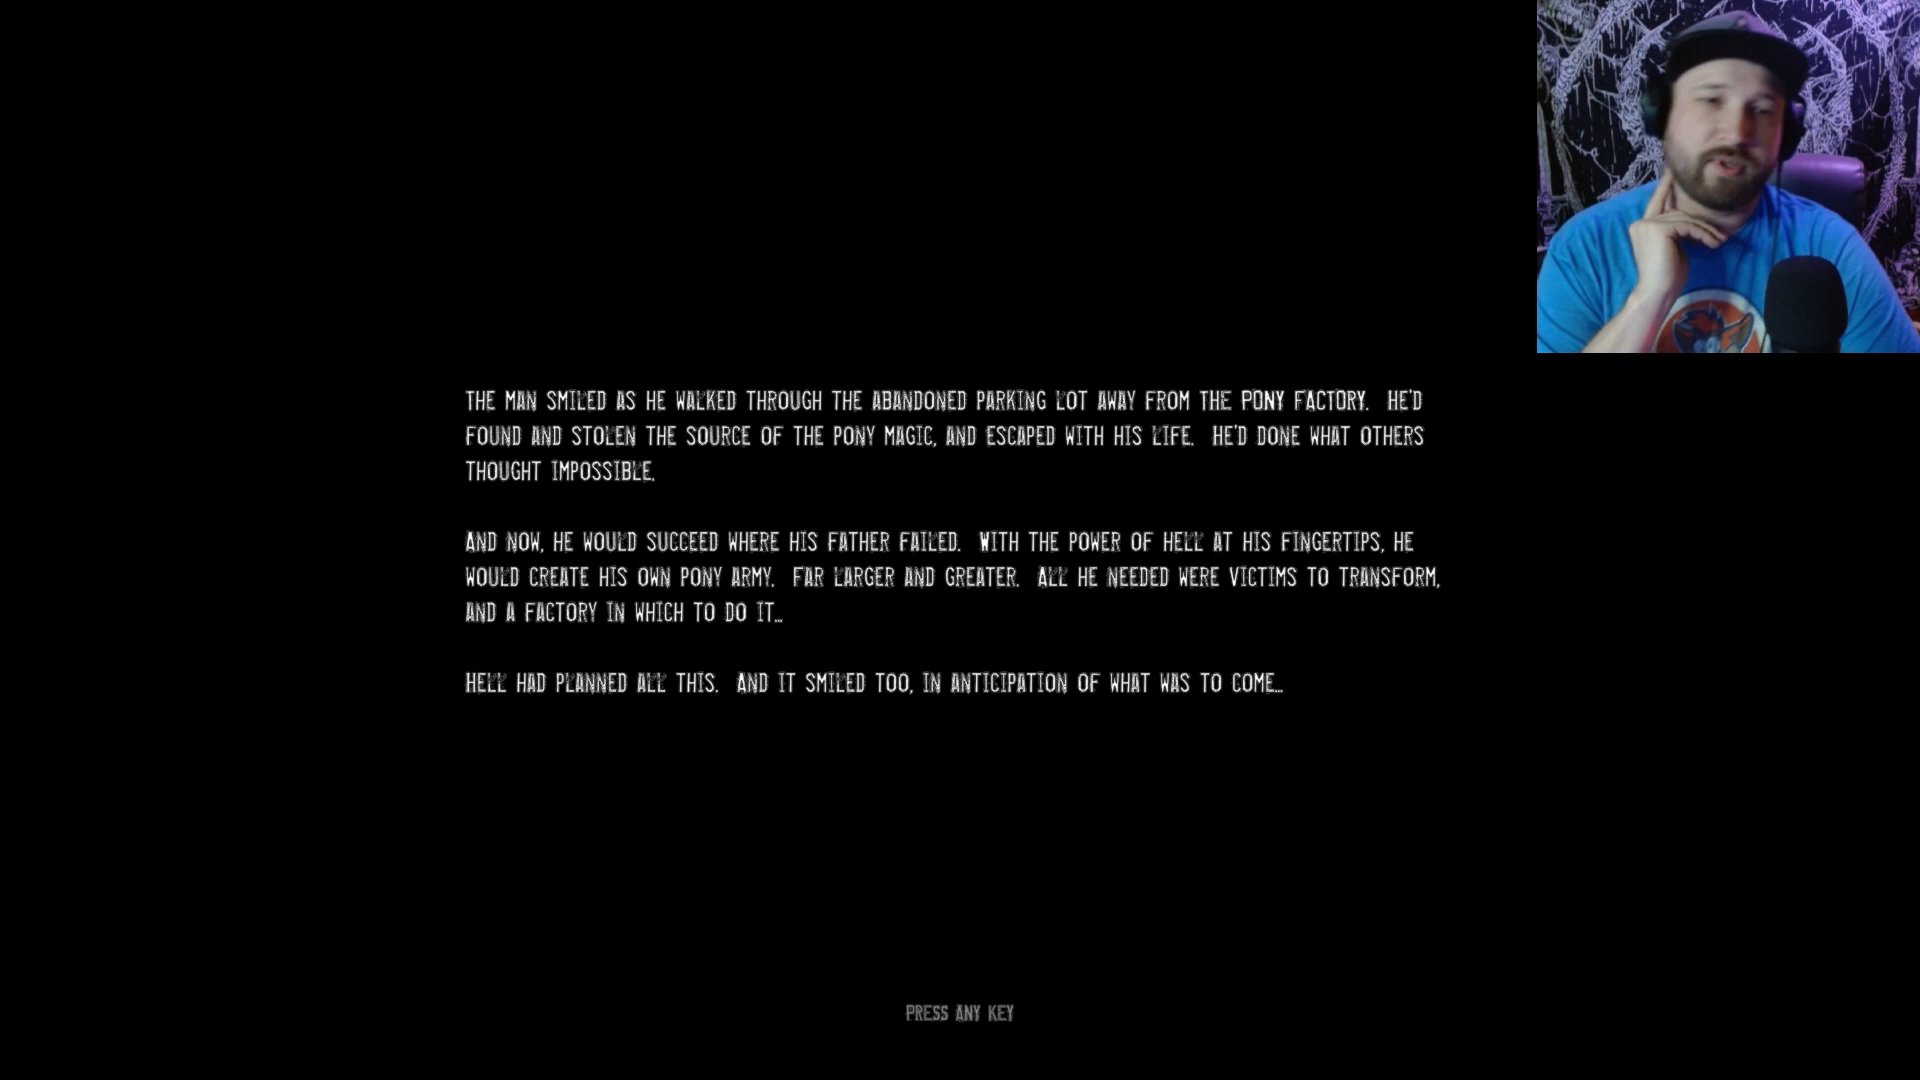 THE MAN SMILED AS HE WALKED THROUGH THE ABANDONED PARKING LOT AWAY FROM THE PONY FACTORY.  HE'D
FOUND AND STOLEN THE SOURCE OF THE PONY MAGIC, AND ESCAPED WITH HIS LIFE.  HE'D DONE WHAT OTHERS
THOUGHT IMPOSSIBLE.
AND NOW, HE WOULD SUCCEED WHERE HIS FATHER FAILED.  WITH THE POWER OF HELL AT HIS FINGERTIPS, HE
WOULD CREATE HIS OWN PONY ARMY.  FAR LARGER AND GREATER.  ALL HE NEEDED WERE VICTIMS TO TRANSFORM,
AND A FACTORY IN WHICH TO DO IT...
HELL HAD PLANNED ALL THIS.  AND IT SMILED TOO, IN ANTICIPATION OF WHAT WAS TO COME...
PRESS ANY KEY